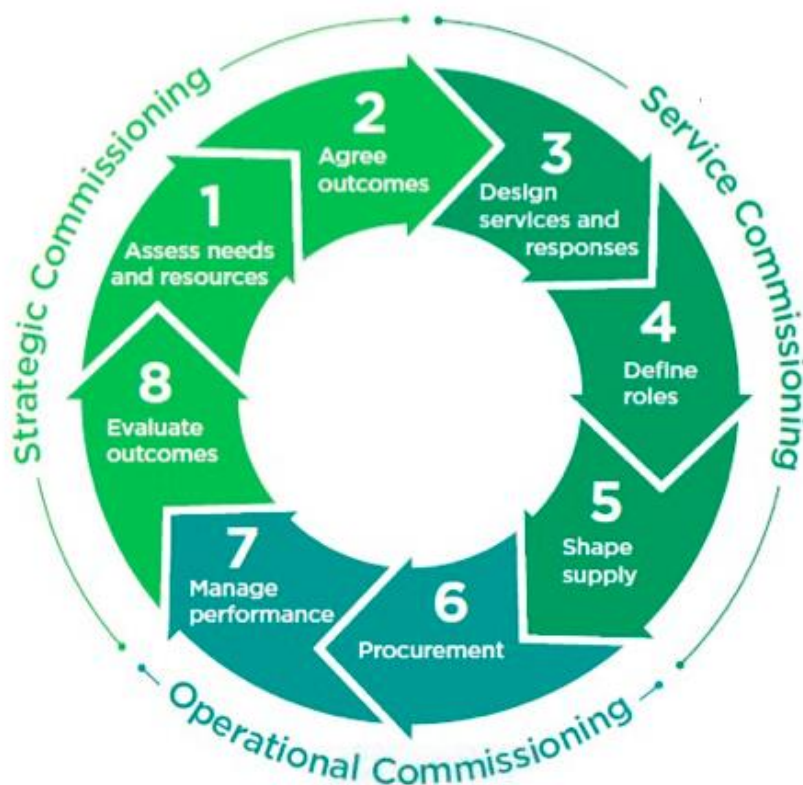 Strategic Commissioning
Service Commissioning
Operational Commissioning
1
Assess needs
and resources
2
Agree
outcomes
3
Design
services and
responses
4
Define
roles
5
Shape
supply
6
Procurement
7
Manage
performance
8
Evaluate
outcomes